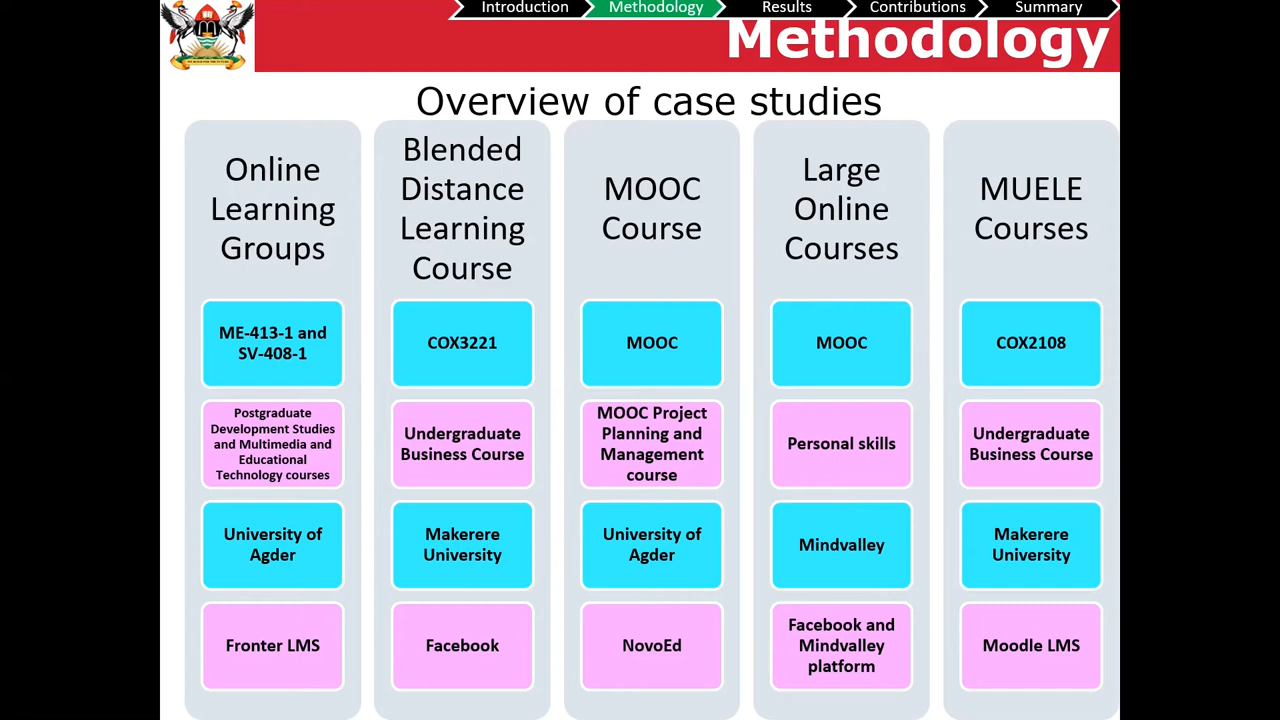 Introduction
Methodology
Results
Contributions
Summary
Methodology
Overview of case studies
Online
Learning
Groups
ME-413-1 and
SV-408-1
Postgraduate
Development Studies
and Multimedia and
Educational
Technology courses
University of
Agder
Fronter LMS
Blended
Distance
Learning
Course
COX3221
Undergraduate
Business Course
Makerere
University
Facebook
MOOC
Course
MOOC
MOOC Project
Planning and
Management
course
University of
Agder
NovoEd
Large
Online
Courses
MOOC
Personal skills
Mindvalley
Facebook and
Mindvalley
platform
MUELE
Courses
COX2108
Undergraduate
Business Course
Makerere
University
Moodle LMS